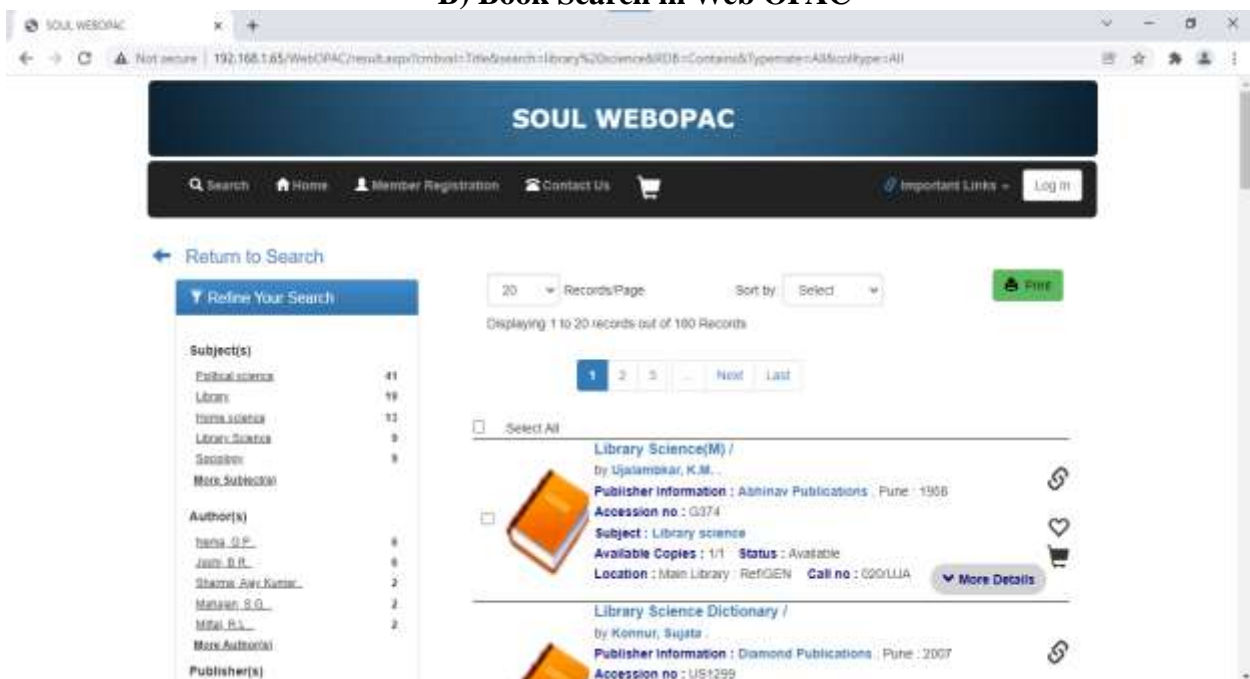 B) Book Search in Web OPAC
SOUL WEBOPAC
Not secure | 192.168.1.65/WebOPAC/result.aspx?cmbval=Title&search=library%20science&RDB=Contains&Typemate=All&colltype=All
SOUL WEBOPAC
Search Home Member Registration Contact Us Important Links Log In
Return to Search
Refine Your Search
20 Records/Page Sort by: Select Print
Displaying 1 to 20 records out of 160 Records
1 2 3 ... Next Last
Subject(s)
Political science 41
Library 19
Home science 13
Library Science 9
Sociology 9
More Subject(s)
Author(s)
6
Joshi, B.R. 6
Sharma, Ajay Kumar 2
Mahajan, S.G. 2
Mittal, R.L. 2
More Author(s)
Publisher(s)
Select All
Library Science(M) /
by Ujalambkar, K.M. .
Publisher Information : Abhinav Publications , Pune :
Accession no : G374
Subject : Library science
Available Copies : 1/1 Status : Available
Location : Main Library : Ref/GEN Call no : 020/UJA
More Details
Library Science Dictionary /
by Konnur, Sujata .
Publisher Information : Diamond Publications , Pune : 2007
Accession no : US1299